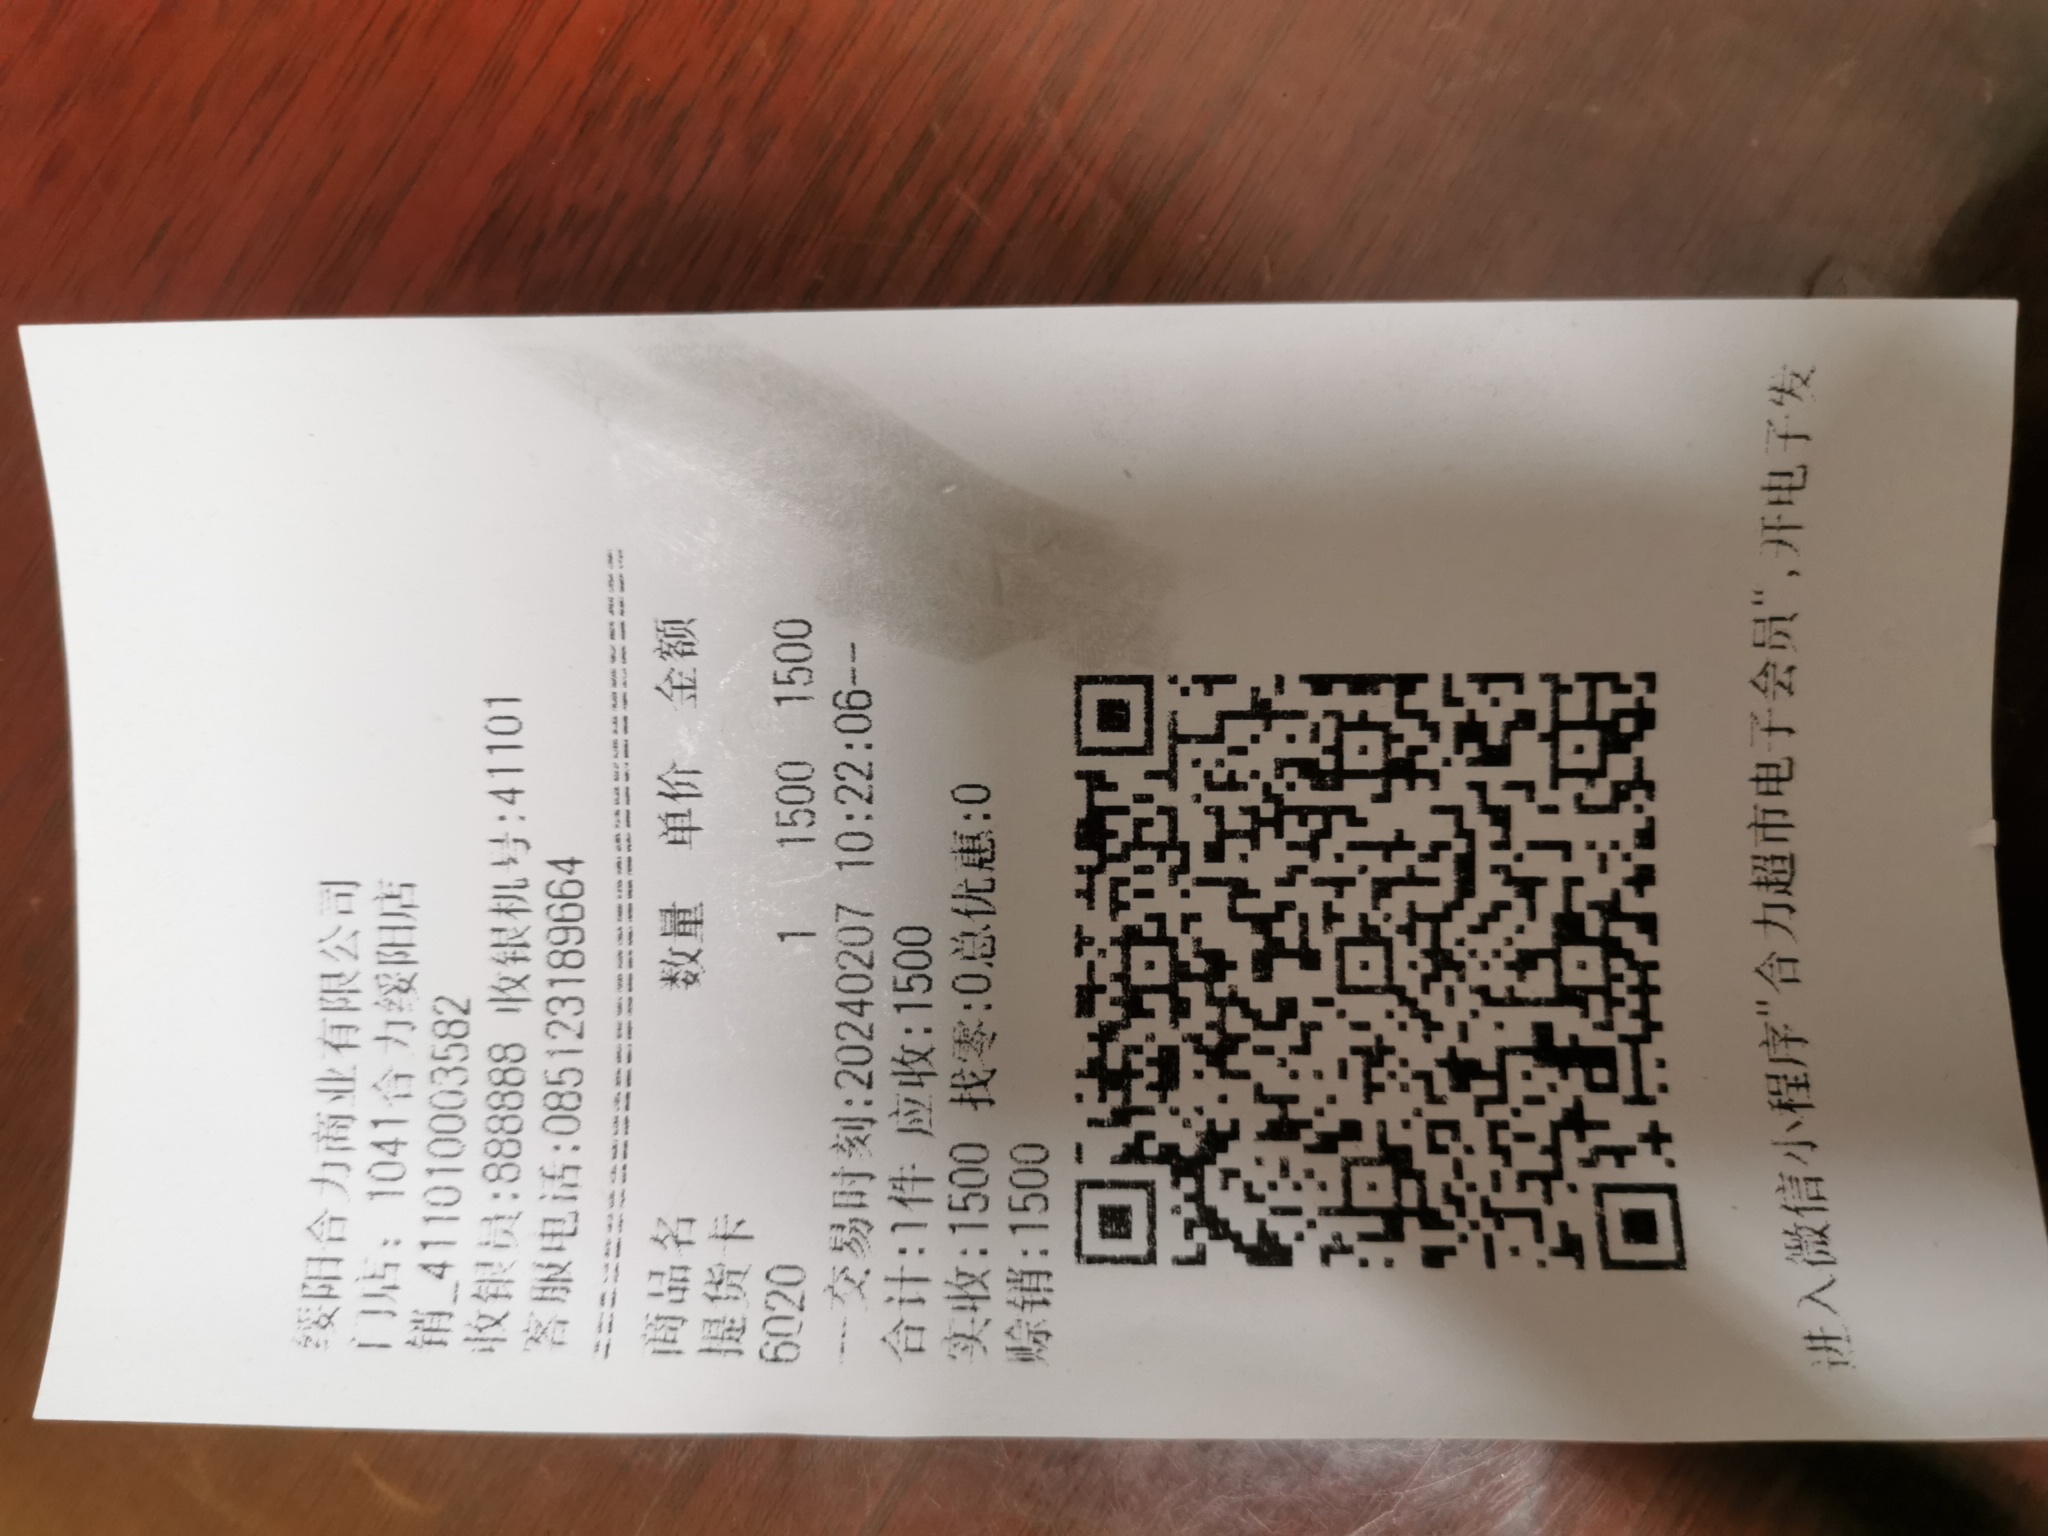 绥阳合力商业有限公司
门店: 1041合力绥阳店
销_4110100003582
收银员:888888 收银机号:41101
客服电话:085123189664
商品名 数量 单价 金额
提货卡
6020 1 1500 1500
---交易时刻:20240207 10:22:06--
合计:1件 应收:1500
实收:1500 找零:0总优惠:0
赊销:1500
进入微信小程序"合力超市电子会员",开电子发